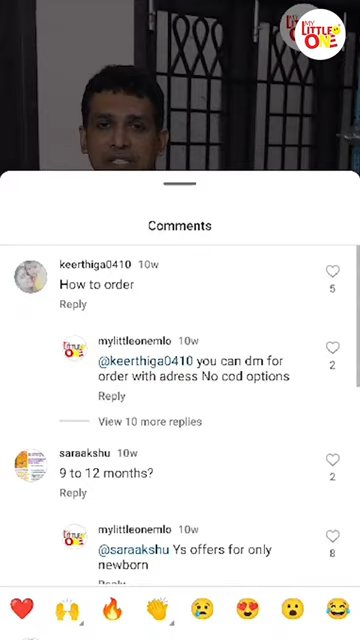 MY
LITTLE
ONE
Comments
keerthiga0410 10w
How to order
5
Reply
mylittleonemlo 10w
@keerthiga0410 you can dm for
order with adress No cod options
2
Reply
View 10 more replies
saraakshu 10w
9 to 12 months?
2
Reply
mylittleonemlo 10w
@saraakshu Ys offers for only
newborn
8
Reply